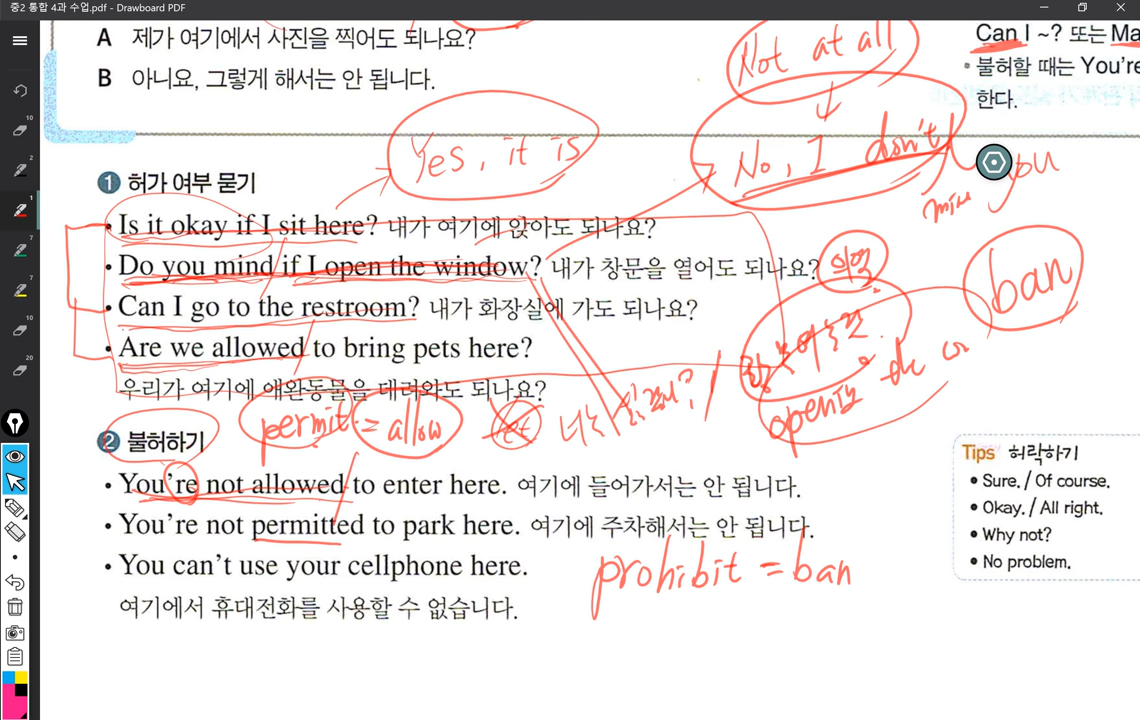 중2 통합 4과 수업.pdf - Drawboard PDF
A 제가 여기에서 사진을 찍어도 되나요?
B 아니요, 그렇게 해서는 안 됩니다.
Not at all
Can I ~? 또는 Ma
• 불허할 때는 You're
한다.
Yes, it is
No, I don't
you
① 허가 여부 묻기
• Is it okay if I sit here? 내가 여기에 앉아도 되나요?
• Do you mind if I open the window? 내가 창문을 열어도 되나요?
• Can I go to the restroom? 내가 화장실에 가도 되나요?
• Are we allowed to bring pets here?
우리가 여기에 애완동물을 데려와도 되나요?
ban
opening the
permit = allow
너는
② 불허하기
• You're not allowed to enter here. 여기에 들어가서는 안 됩니다.
• You're not permitted to park here. 여기에 주차해서는 안 됩니다.
• You can't use your cellphone here.
여기에서 휴대전화를 사용할 수 없습니다.
prohibit = ban
Tips 허락하기
• Sure. / Of course.
• Okay. / All right.
• Why not?
• No problem.
10
2
1
7
7
10
20